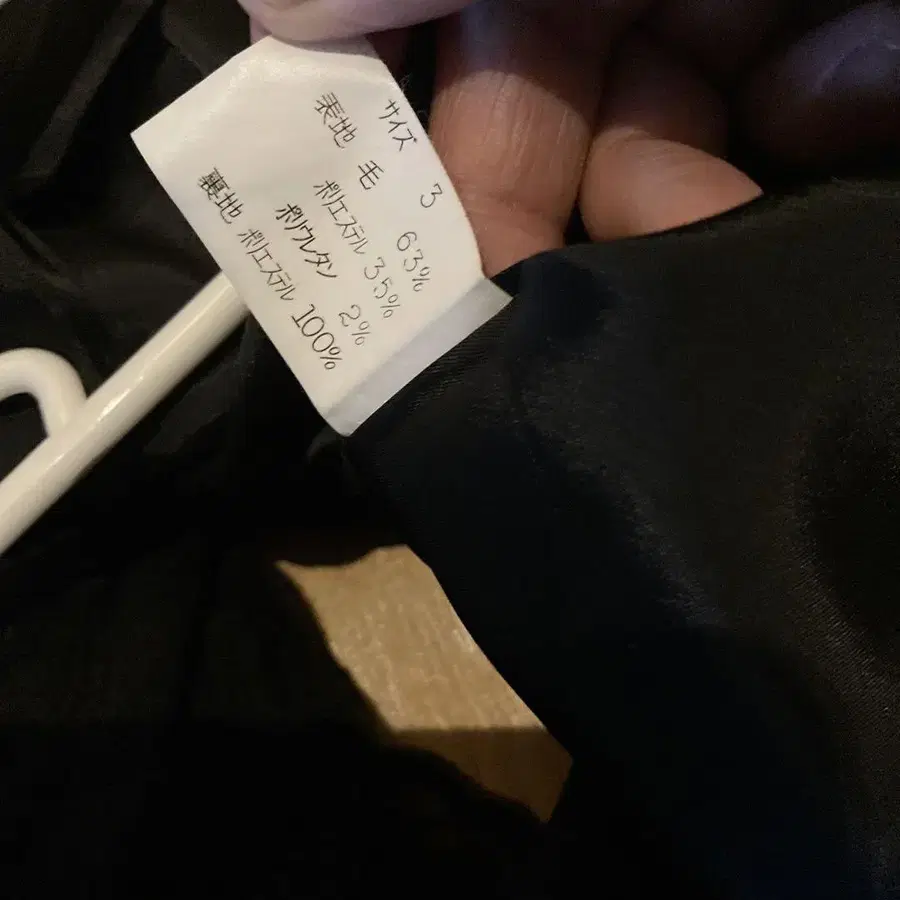 サイズ 3
表地 毛 63%
ポリエステル 35%
ポリウレタン 2%
裏地 ポリエステル 100%